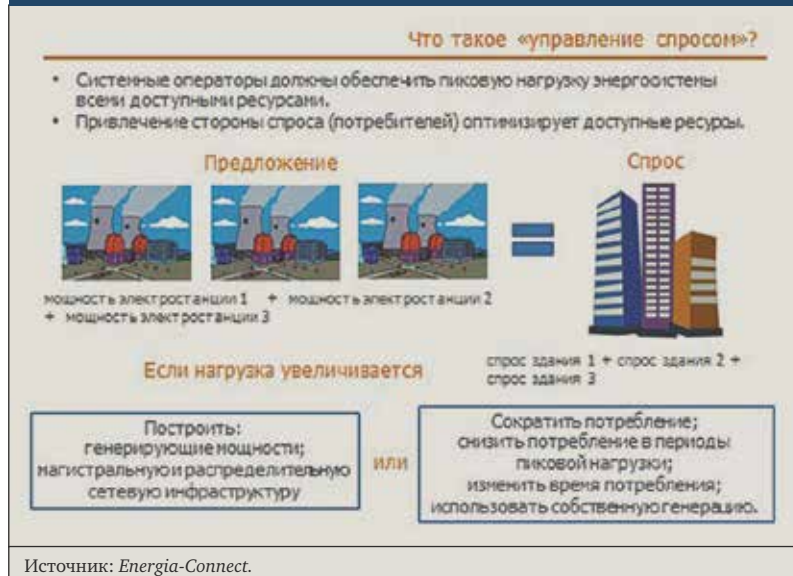 Что такое «управление спросом»?
• Системные операторы должны обеспечить пиковую нагрузку энергосистемы
всеми доступными ресурсами.
• Привлечение стороны спроса (потребителей) оптимизирует доступные ресурсы.
Предложение
Спрос
мощность электростанции 1 + мощность электростанции 2
+ мощность электростанции 3
спрос здания 1 + спрос здания 2 +
спрос здания 3
Если нагрузка увеличивается
Построить:
генерирующие мощности;
магистральную и распределительную
сетевую инфраструктуру
или
Сократить потребление;
снизить потребление в периоды
пиковой нагрузки;
изменить время потребления;
использовать собственную генерацию.
Источник: Energia-Connect.